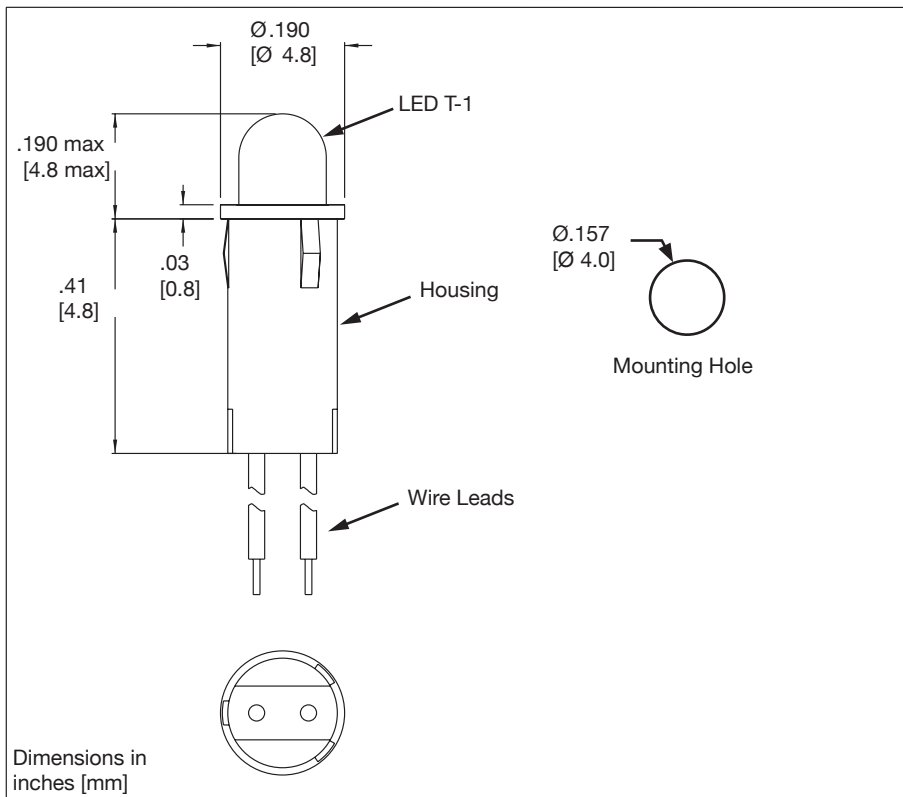 Ø.190
[Ø 4.8]
LED T-1
.190 max
[4.8 max]
.03
[0.8]
.41
[4.8]
Housing
Ø.157
[Ø 4.0]
Mounting Hole
Wire Leads
Dimensions in
inches [mm]